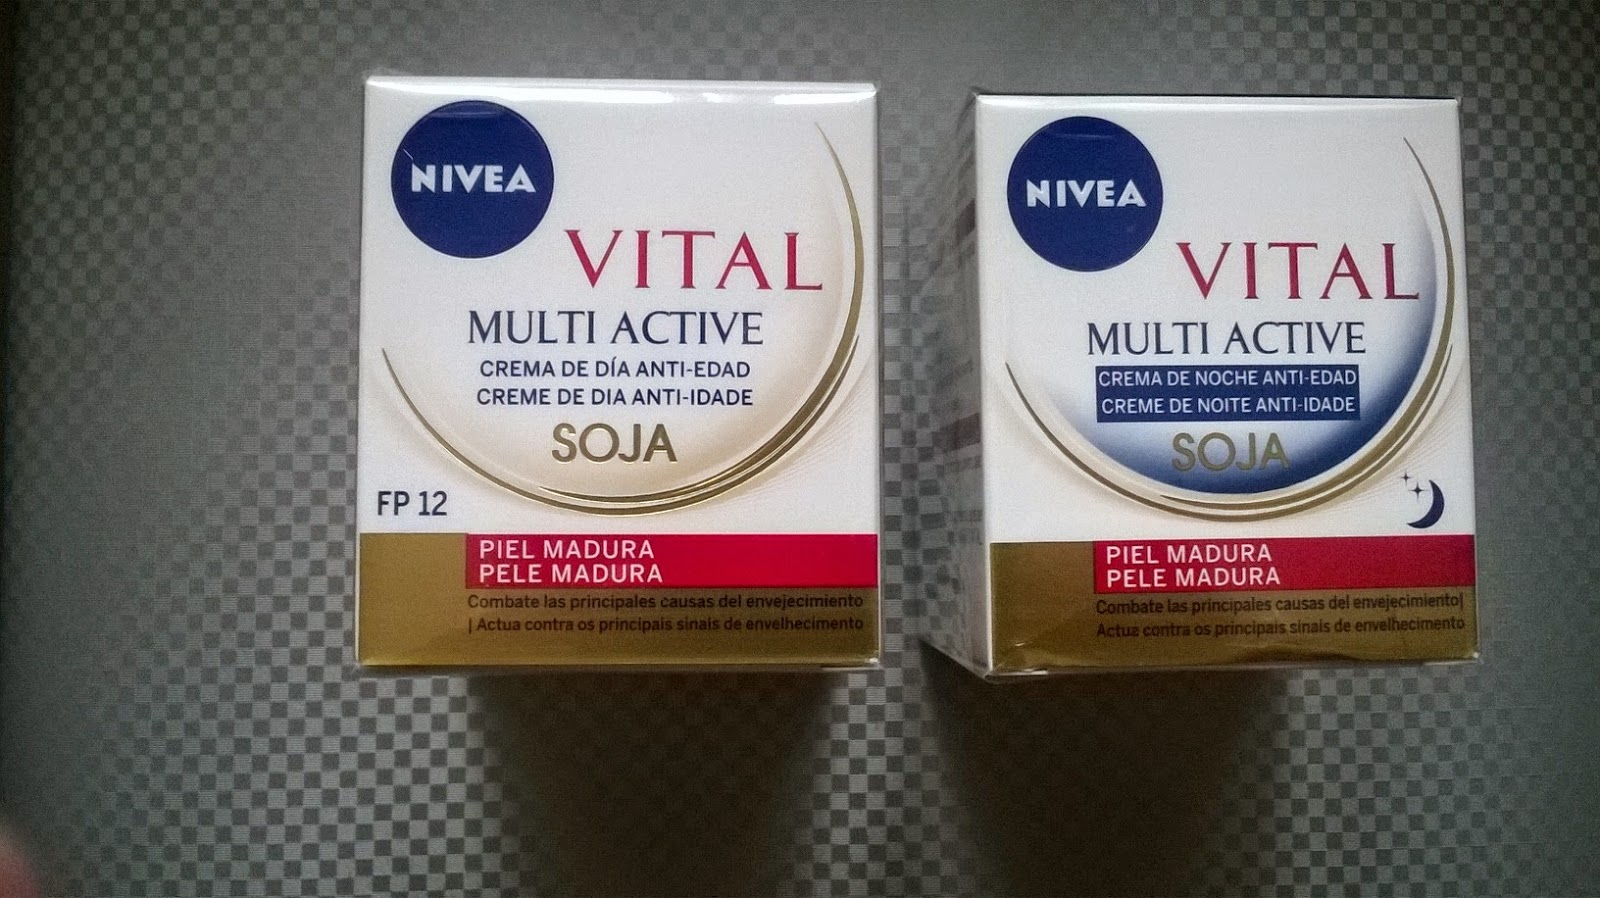 NIVEA
VITAL
MULTI ACTIVE
CREMA DE DÍA ANTI-EDAD
CREME DE DIA ANTI-IDADE
SOJA
FP 12
PIEL MADURA
PELE MADURA
Combate las principales causas del envejecimiento
| Actua contra os principais sinais de envelhecimento
NIVEA
VITAL
MULTI ACTIVE
CREMA DE NOCHE ANTI-EDAD
CREME DE NOITE ANTI-IDADE
SOJA
PIEL MADURA
PELE MADURA
Combate las principales causas del envejecimiento|
Actua contra os principais sinais de envelhecimento